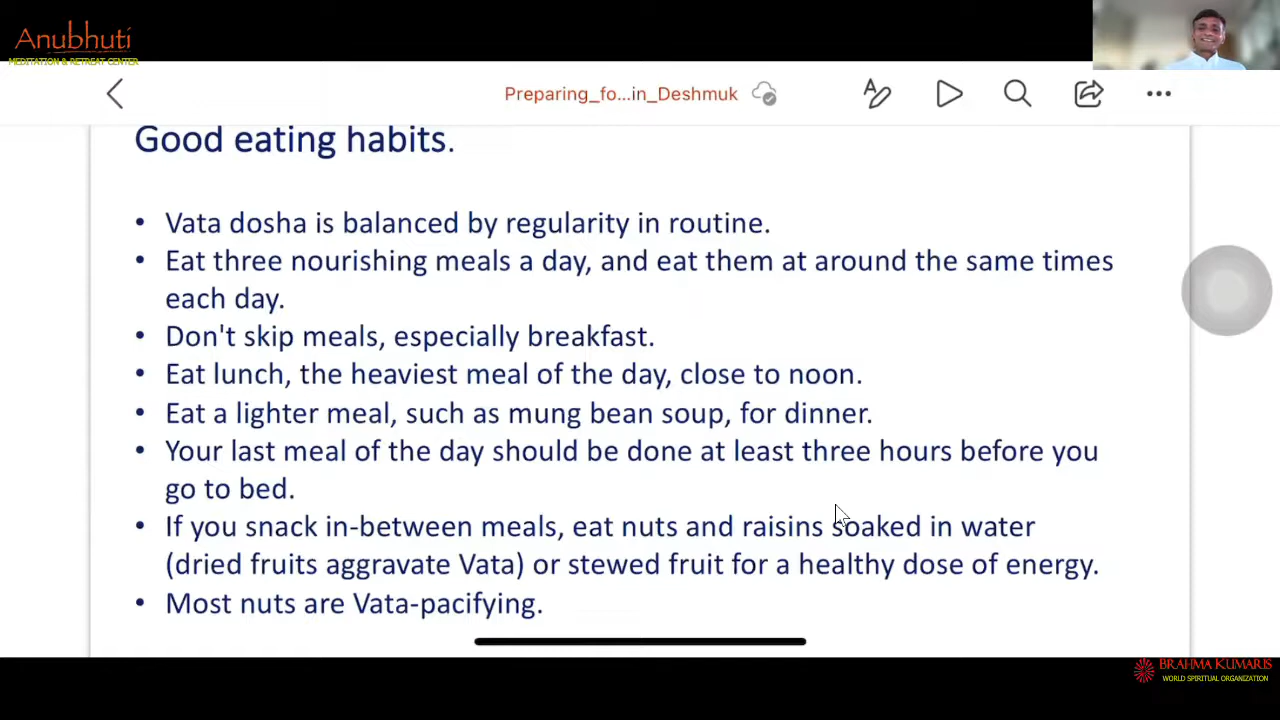 Anubhuti
MEDITATION & RETREAT CENTER
Preparing_fo...in_Deshmuk
Good eating habits.
• Vata dosha is balanced by regularity in routine.
• Eat three nourishing meals a day, and eat them at around the same times
each day.
• Don't skip meals, especially breakfast.
• Eat lunch, the heaviest meal of the day, close to noon.
• Eat a lighter meal, such as mung bean soup, for dinner.
• Your last meal of the day should be done at least three hours before you
go to bed.
• If you snack in-between meals, eat nuts and raisins soaked in water
(dried fruits aggravate Vata) or stewed fruit for a healthy dose of energy.
• Most nuts are Vata-pacifying.
BRAHMA KUMARIS
WORLD SPIRITUAL ORGANIZATION